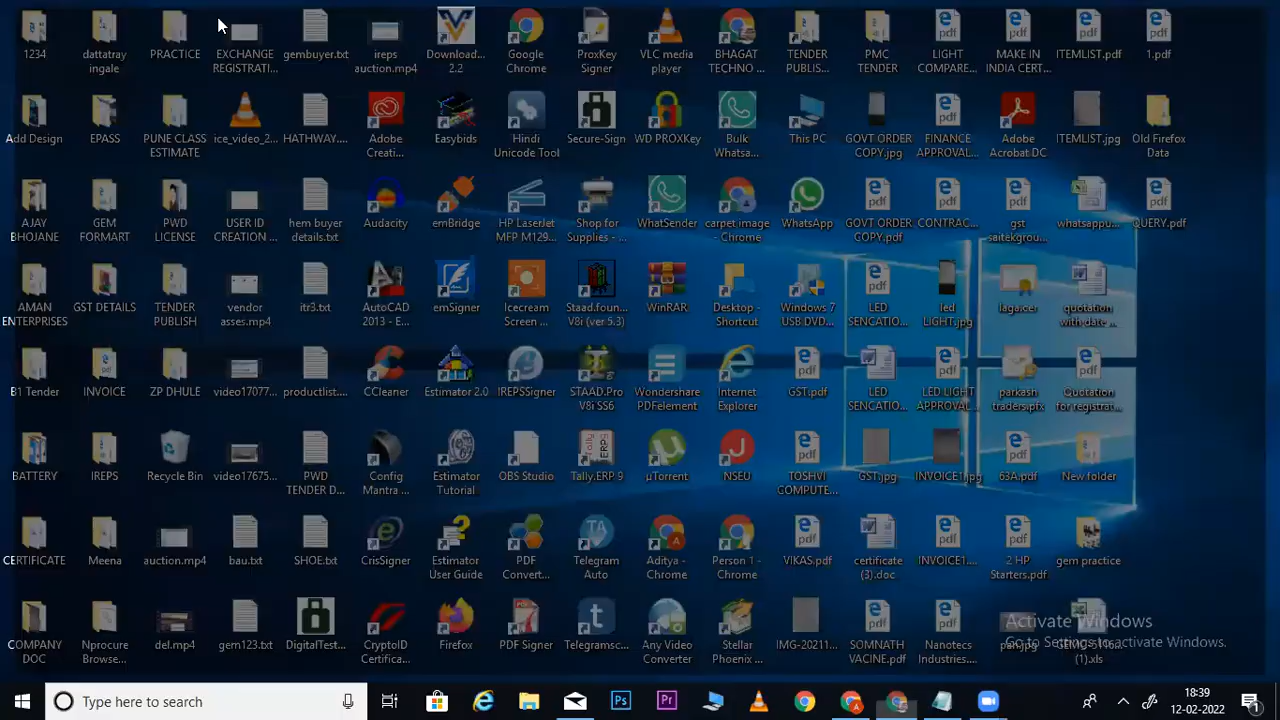 1234
dattatray
ingale
PRACTICE
EXCHANGE
REGISTRATI...
gembuyer.txt
ireps
auction.mp4
Download...
2.2
Google
Chrome
ProxKey
Signer
VLC media
player
BHAGAT
TECHNO ...
TENDER
PUBLIS...
PMC
TENDER
LIGHT
COMPARE...
MAKE IN
INDIA CERT...
ITEMLIST.pdf
1.pdf
Add Design
EPASS
PUNE CLASS
ESTIMATE
ice_video_2...
HATHWAY....
Adobe
Creati...
Easybids
Hindi
Unicode Tool
Secure-Sign
WD PROXKey
Bulk
Whatsa...
This PC
GOVT ORDER
COPY.jpg
FINANCE
APPROVAL...
Adobe
Acrobat DC
ITEMLIST.jpg
Old Firefox
Data
AJAY
BHOJANE
GEM
FORMART
PWD
LICENSE
USER ID
CREATION ...
hem buyer
details.txt
Audacity
emBridge
HP LaserJet
MFP M129...
Shop for
Supplies - ...
WhatSender
carpet image
- Chrome
WhatsApp
GOVT ORDER
COPY.pdf
CONTRAC...
gst
saitekgrou...
whatsappu...
QUERY.pdf
AMAN
ENTERPRISES
GST DETAILS
TENDER
PUBLISH
vendor
asses.mp4
itr3.txt
AutoCAD
2013 - E...
emSigner
Icecream
Screen ...
Staad.foun...
V8i (ver 5.3)
WinRAR
Desktop -
Shortcut
Windows 7
USB DVD...
LED
SENCATIO...
led
LIGHT.jpg
laga.cer
quotation
with date ...
B1 Tender
INVOICE
ZP DHULE
video17077...
productlist....
CCleaner
Estimator 2.0
IREPSSigner
STAAD.Pro
V8i SS6
Wondershare
PDFelement
Internet
Explorer
GST.pdf
LED
SENCATIO...
LED LIGHT
APPROVAL...
parkash
traders.pfx
Quotation
for registrat...
BATTERY
IREPS
Recycle Bin
video17675...
PWD
TENDER D...
Config
Mantra ...
Estimator
Tutorial
OBS Studio
Tally.ERP 9
µTorrent
NSEU
TOSHVI
COMPUTE...
GST.jpg
INVOICE1.jpg
63A.pdf
New folder
CERTIFICATE
Meena
auction.mp4
bau.txt
SHOE.txt
CrisSigner
Estimator
User Guide
PDF
Convert...
Telegram
Auto
Aditya -
Chrome
Person 1 -
Chrome
VIKAS.pdf
certificate
(3).doc
INVOICE1....
2 HP
Starters.pdf
gem practice
COMPANY
DOC
Nprocure
Browse...
del.mp4
gem123.txt
DigitalTest...
CryptoID
Certifica...
Firefox
PDF Signer
Telegramsc...
Any Video
Converter
Stellar
Phoenix ...
IMG-20211...
SOMNATH
VACINE.pdf
Nanotecs
Industries....
pan.jpg
(1).xls
Activate Windows
Go to Settings to activate Windows.
Type here to search
18:39
12-02-2022